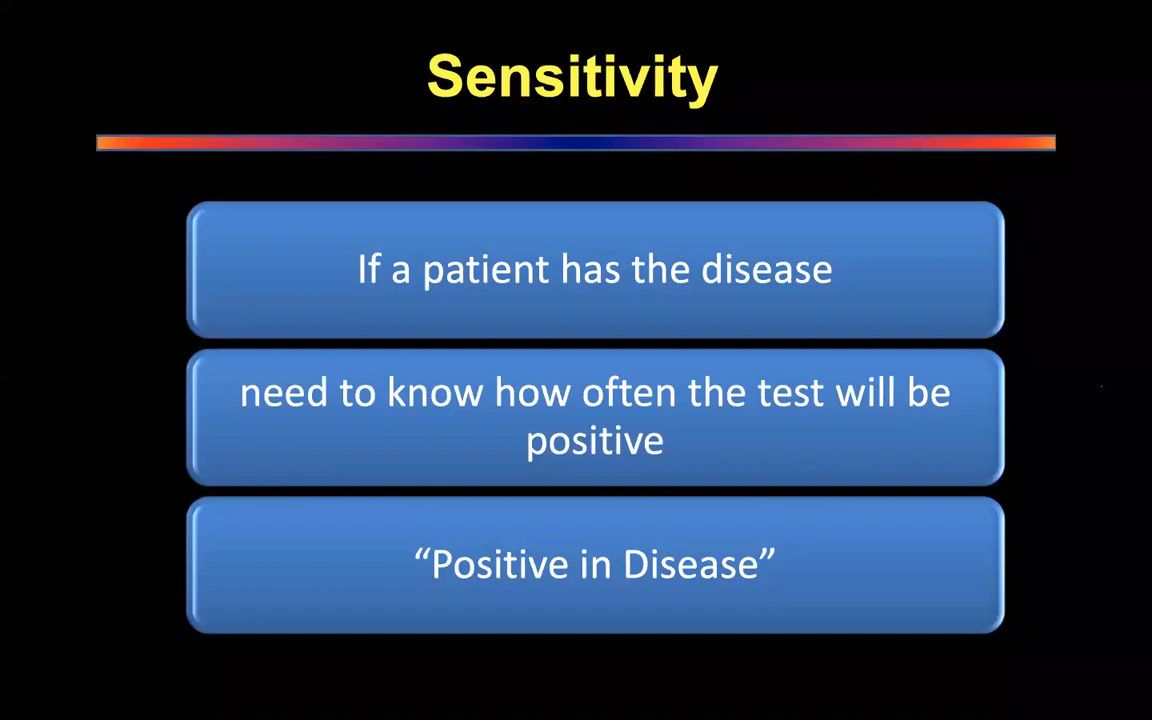 Sensitivity
If a patient has the disease
need to know how often the test will be
positive
“Positive in Disease”